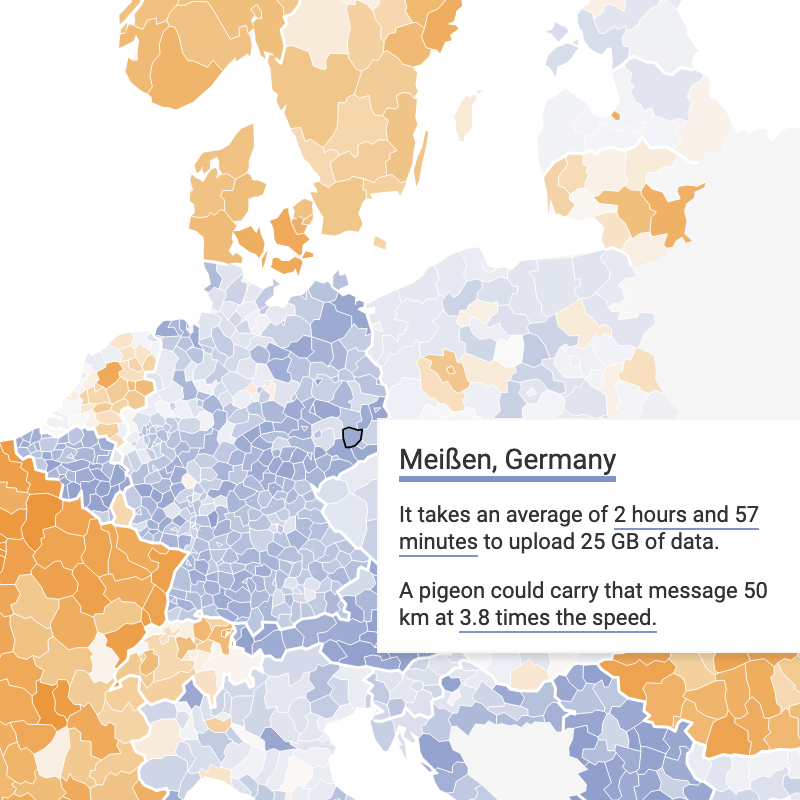 Meißen, Germany
It takes an average of 2 hours and 57
minutes to upload 25 GB of data.
A pigeon could carry that message 50
km at 3.8 times the speed.